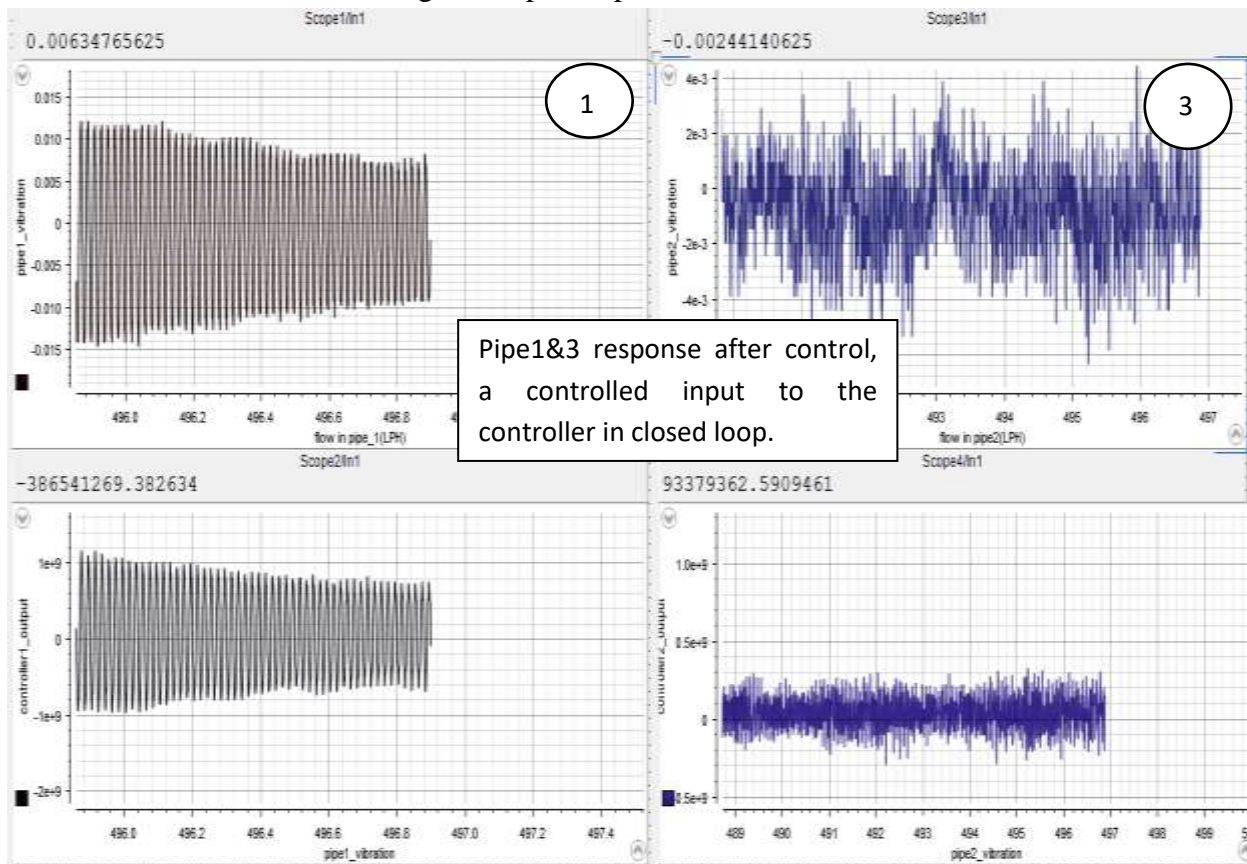 Scope1/In1
0.00634765625
0.015
0.010
0.005
0
-0.005
-0.010
-0.015
pipe1_vibration
496.0 496.2 496.4 496.6 496.8
flow in pipe_1(LPH)
1
Scope3/In1
-0.00244140625
4e-3
2e-3
0
-2e-3
-4e-3
pipe2_vibration
493 494 495 496 497
flow in pipe2(LPH)
3
Pipe1&3 response after control,
a controlled input to the
controller in closed loop.
Scope2/In1
-386541269.382634
1e+9
0
-1e+9
-2e+9
controller1_output
496.0 496.2 496.4 496.6 496.8 497.0 497.2 497.4
pipe1_vibration
Scope4/In1
93379362.5909461
1.0e+9
0.5e+9
0
0.5e+9
controller2_output
489 490 491 492 493 494 495 496 497 498 499
pipe2_vibration